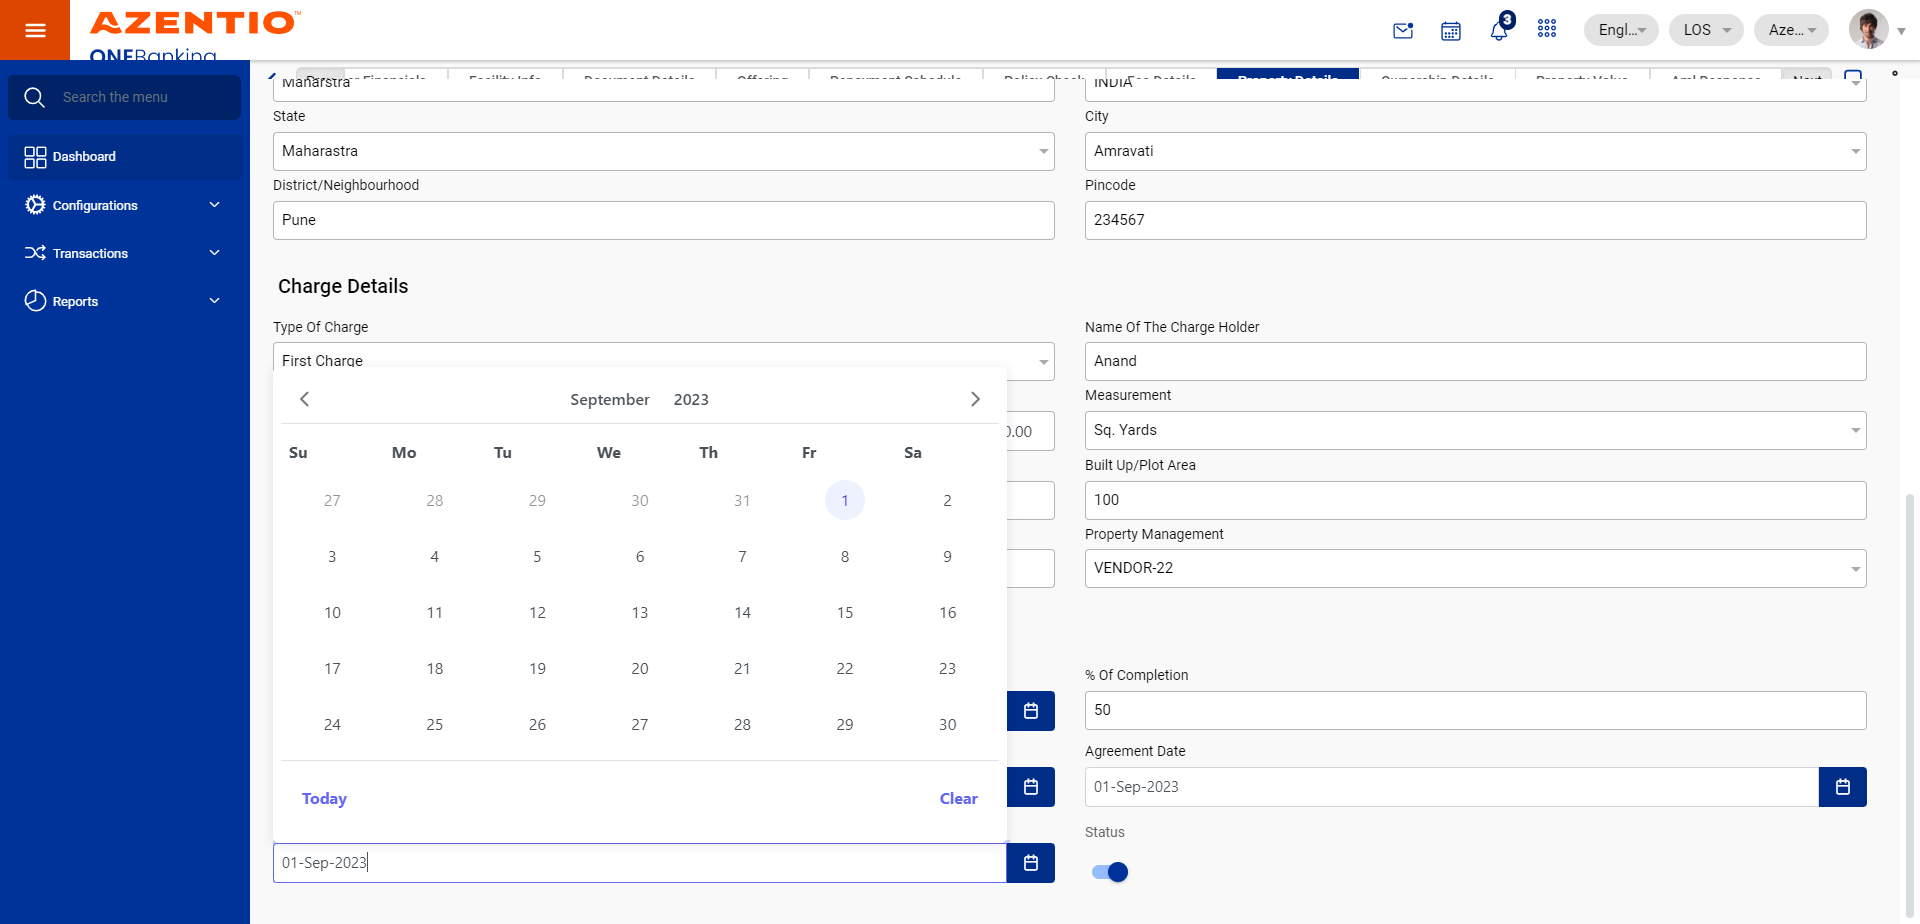 AZENTIO™
ONEBanking
3
Engl...
LOS
Aze...
Search the menu
Dashboard
Configurations
Transactions
Reports
Facility Info
Document Details
Offering
Repayment Schedule
Policy Check
Fee Details
Property Details
Ownership Details
Property Value
Aml Response
Next
Maharstra
INDIA
State
City
Maharastra
Amravati
District/Neighbourhood
Pincode
Pune
234567
Charge Details
Type Of Charge
Name Of The Charge Holder
First Charge
Anand
Measurement
September 2023
0.00
Sq. Yards
Su Mo Tu We Th Fr Sa
Built Up/Plot Area
27 28 29 30 31 1 2
100
Property Management
3 4 5 6 7 8 9
VENDOR-22
10 11 12 13 14 15 16
17 18 19 20 21 22 23
% Of Completion
50
24 25 26 27 28 29 30
Agreement Date
01-Sep-2023
Today Clear
Status
01-Sep-2023